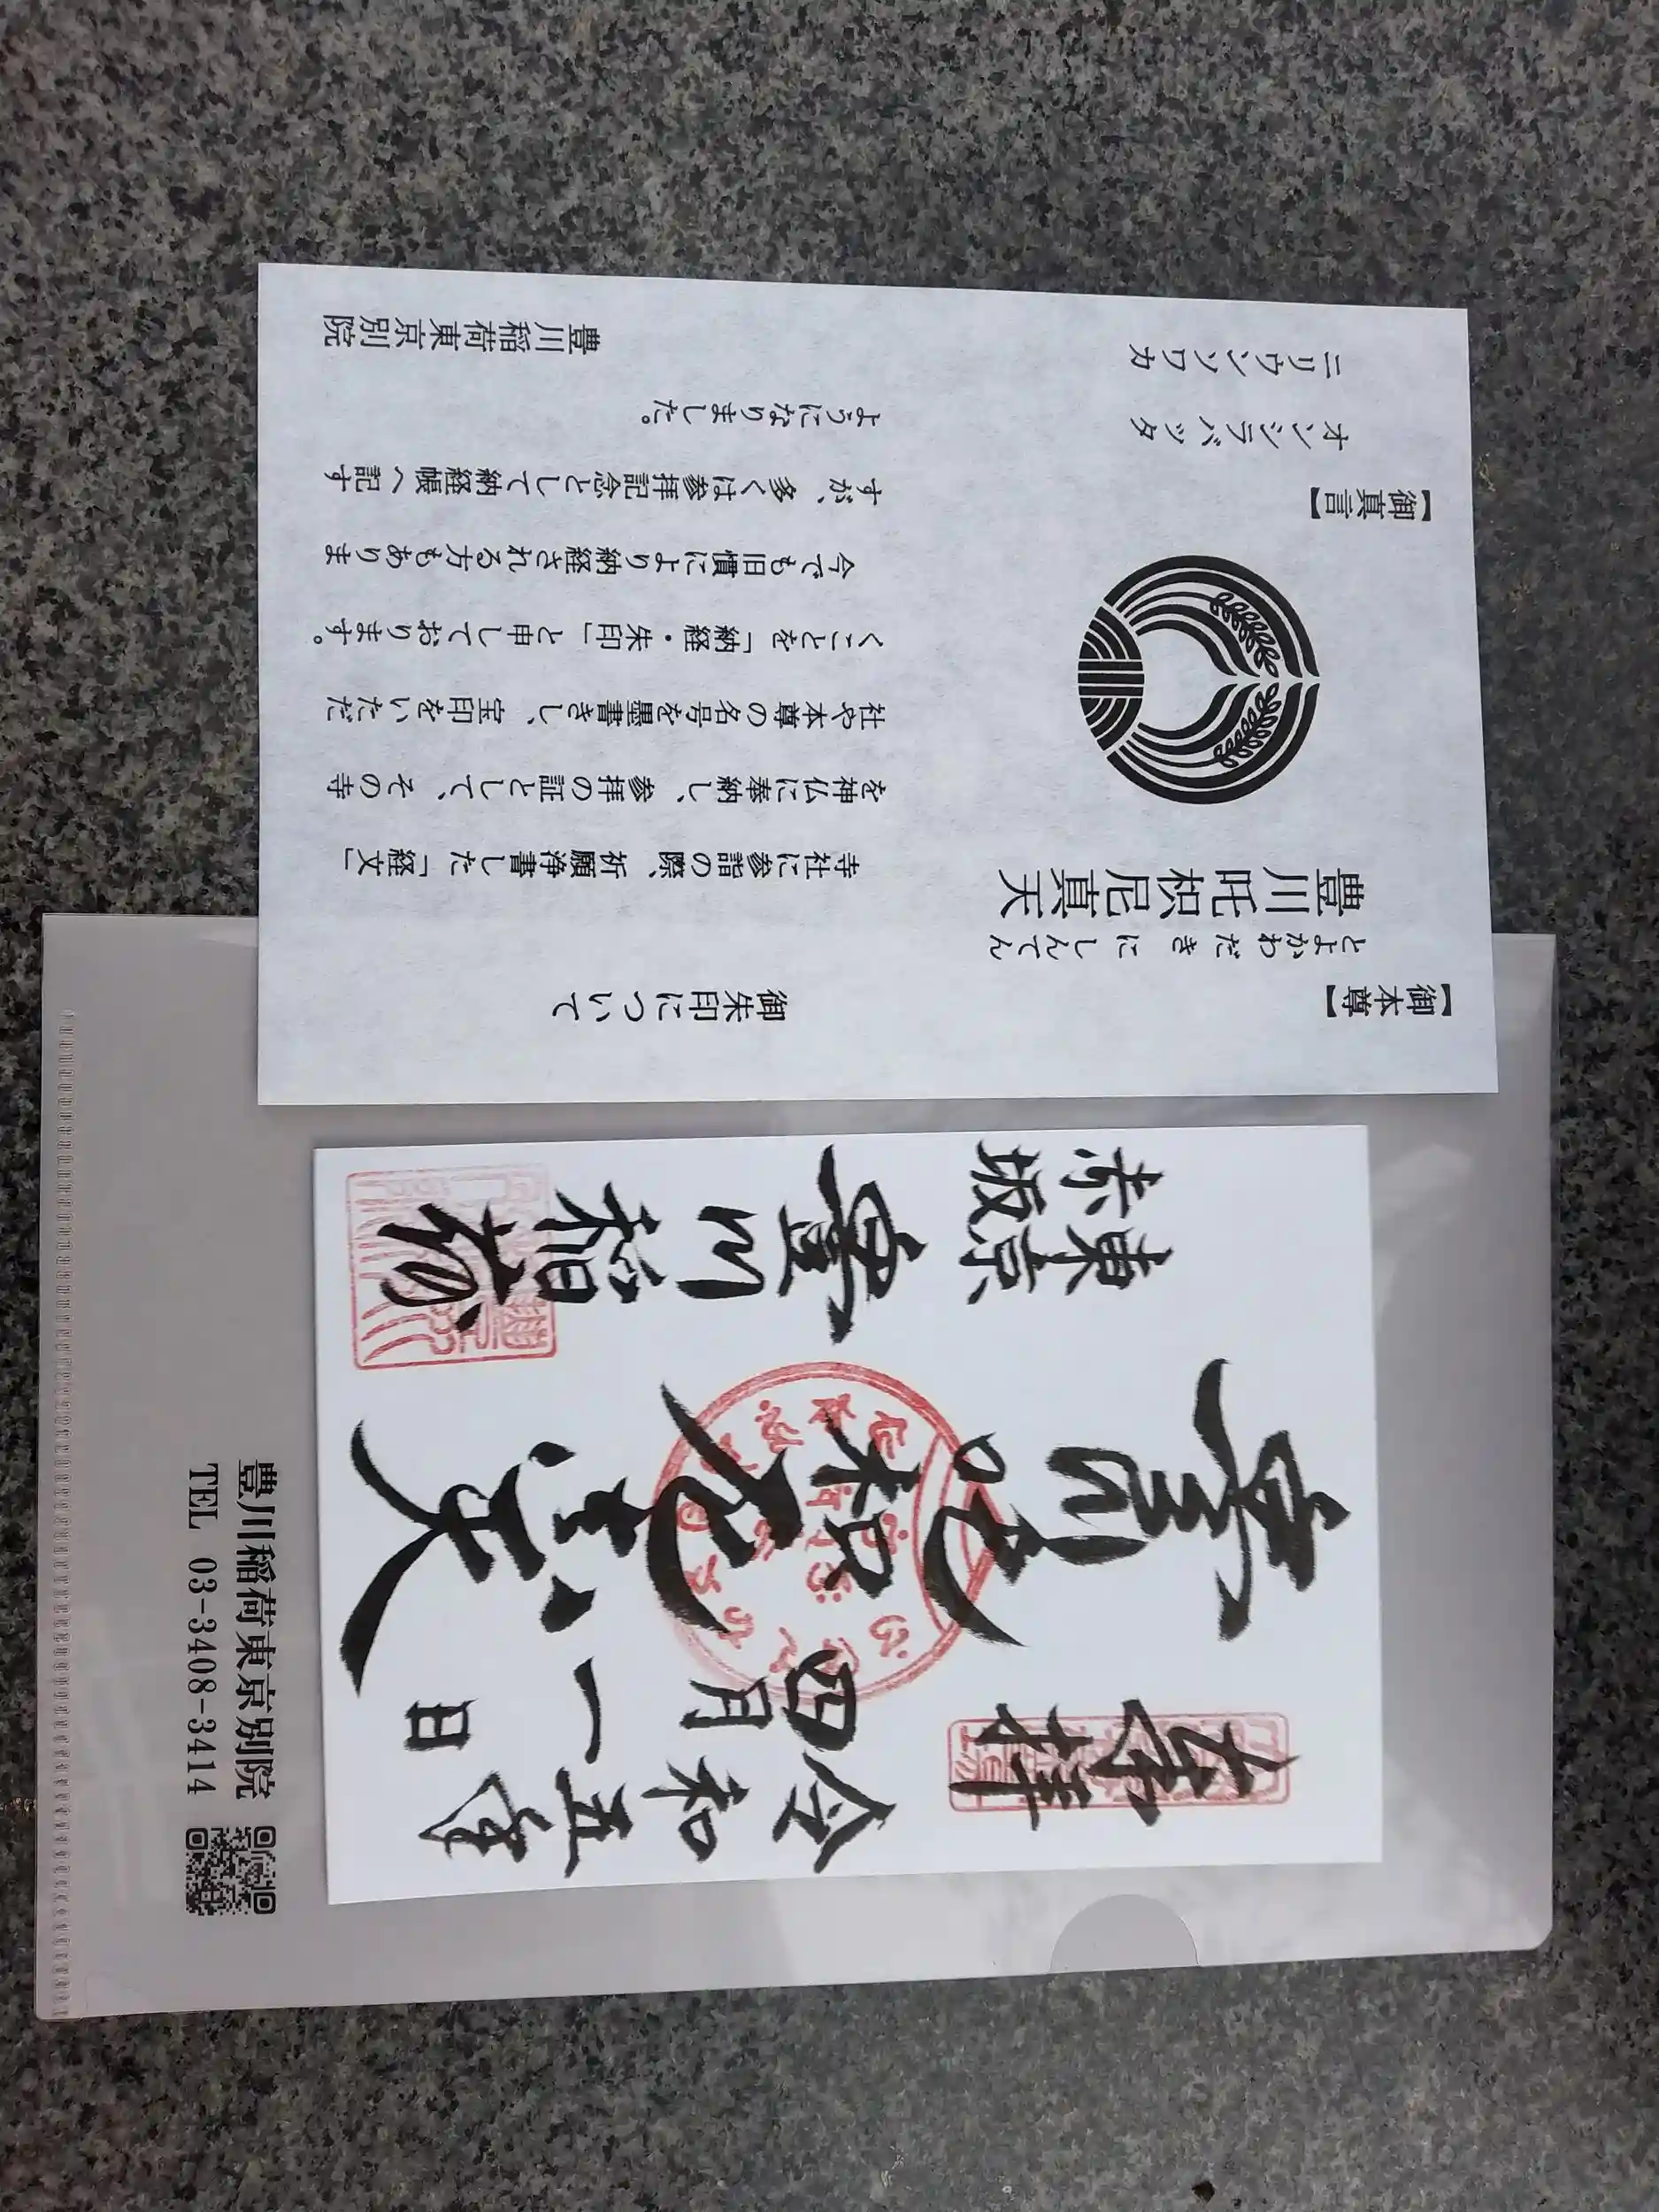 【御本尊】
とよかわだきにしんてん
豊川吒枳尼真天
【御真言】
オンシラバッタ
ニリウンソワカ
御朱印について
寺社に参詣の際、祈願浄書した「経文」
を神仏に奉納し、参拝の証として、その寺
社や本尊の名号を墨書きし、宝印をいただ
くことを「納経・朱印」と申しております。
今でも旧慣により納経される方もありま
すが、多くは参拝記念として納経帳へ記す
ようになりました。
豊川稲荷東京別院
奉拝
豊川吒枳尼真天
東京
赤坂
豊川稲荷
令和五年
四月一日
豊川稲荷東京別院
TEL 03-3408-3414